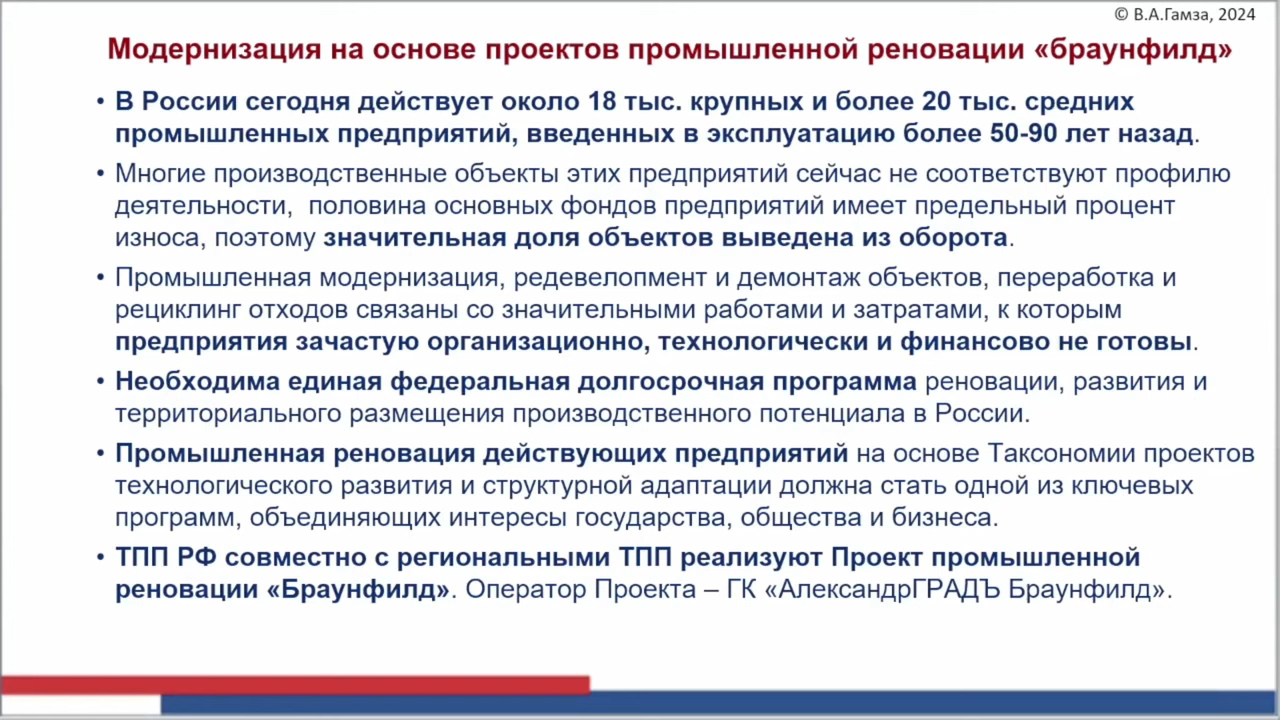 © В.А.Гамза, 2024
Модернизация на основе проектов промышленной реновации «браунфилд»
• В России сегодня действует около 18 тыс. крупных и более 20 тыс. средних
промышленных предприятий, введенных в эксплуатацию более 50-90 лет назад.
• Многие производственные объекты этих предприятий сейчас не соответствуют профилю
деятельности, половина основных фондов предприятий имеет предельный процент
износа, поэтому значительная доля объектов выведена из оборота.
• Промышленная модернизация, редевелопмент и демонтаж объектов, переработка и
рециклинг отходов связаны со значительными работами и затратами, к которым
предприятия зачастую организационно, технологически и финансово не готовы.
• Необходима единая федеральная долгосрочная программа реновации, развития и
территориального размещения производственного потенциала в России.
• Промышленная реновация действующих предприятий на основе Таксономии проектов
технологического развития и структурной адаптации должна стать одной из ключевых
программ, объединяющих интересы государства, общества и бизнеса.
• ТПП РФ совместно с региональными ТПП реализуют Проект промышленной
реновации «Браунфилд». Оператор Проекта – ГК «АлександрГРАДЪ Браунфилд».